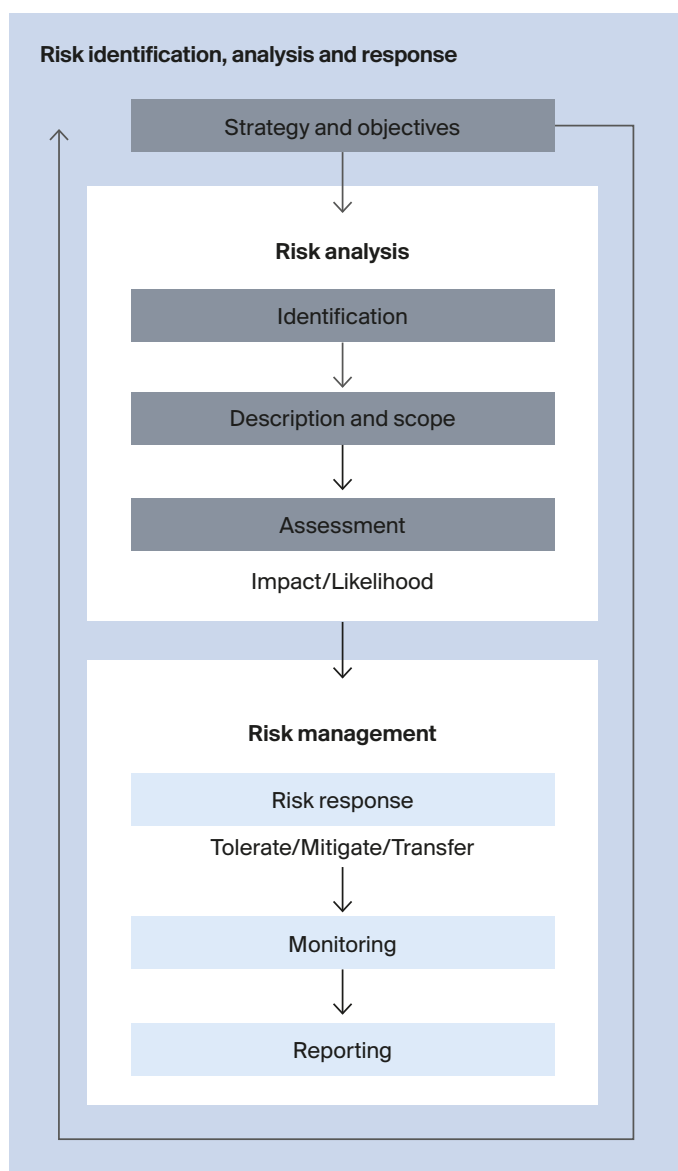 Risk identification, analysis and response
Strategy and objectives
Risk analysis
Identification
Description and scope
Assessment
Impact/Likelihood
Risk management
Risk response
Tolerate/Mitigate/Transfer
Monitoring
Reporting